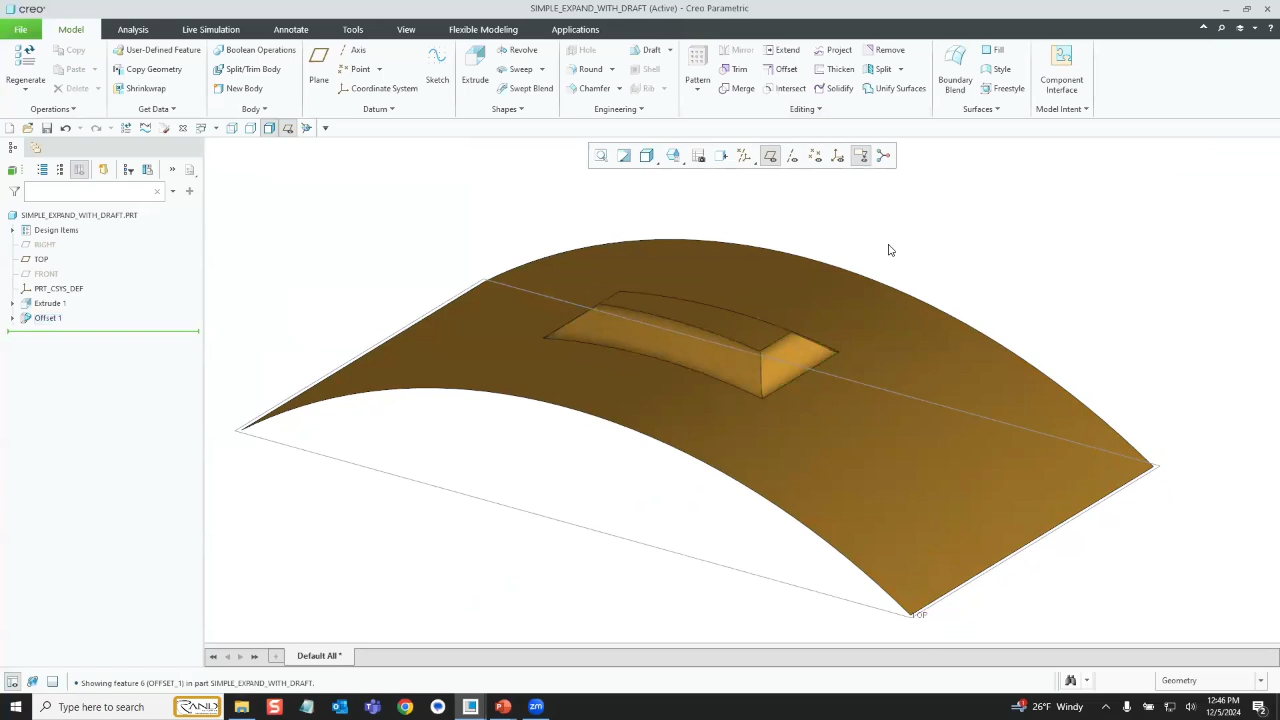 creo
SIMPLE_EXPAND_WITH_DRAFT (Active) - Creo Parametric
File Model Analysis Live Simulation Annotate Tools View Flexible Modeling Applications
Regenerate
Copy
Paste
Delete
Operations
User-Defined Feature
Copy Geometry
Shrinkwrap
Get Data
Boolean Operations
Split/Trim Body
New Body
Body
Plane
Axis
Coordinate System
Sketch
Datum
Extrude
Revolve
Sweep
Swept Blend
Shapes
Hole
Round
Chamfer
Draft
Shell
Rib
Engineering
Pattern
Mirror
Trim
Merge
Extend
Offset
Intersect
Project
Thicken
Solidify
Remove
Split
Unify Surfaces
Editing
Boundary
Blend
Fill
Style
Freestyle
Surfaces
Component
Interface
Model Intent
SIMPLE_EXPAND_WITH_DRAFT.PRT
Design Items
RIGHT
TOP
FRONT
PRT_CSYS_DEF
Extrude 1
Offset 1
Default All *
• Showing feature 6 (OFFSET_1) in part SIMPLE_EXPAND_WITH_DRAFT.
Geometry
Type here to search
RAND
26°F Windy
12:46 PM
12/5/2024
2